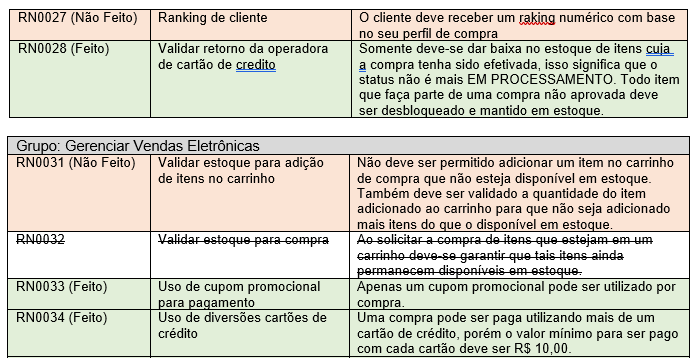 RN0027 (Não Feito)
Ranking de cliente
O cliente deve receber um raking numérico com base
no seu perfil de compra
RN0028 (Feito)
Validar retorno da operadora
de cartão de credito
Somente deve-se dar baixa no estoque de itens cuja
a compra tenha sido efetivada, isso significa que o
status não é mais EM PROCESSAMENTO. Todo item
que faça parte de uma compra não aprovada deve
ser desbloqueado e mantido em estoque.
Grupo: Gerenciar Vendas Eletrônicas
RN0031 (Não Feito)
Validar estoque para adição
de itens no carrinho
Não deve ser permitido adicionar um item no carrinho
de compra que não esteja disponível em estoque.
Também deve ser validado a quantidade do item
adicionado ao carrinho para que não seja adicionado
mais itens do que o disponível em estoque.
RN0032
Validar estoque para compra
Ao solicitar a compra de itens que estejam em um
carrinho deve-se garantir que tais itens ainda
permanecem disponíveis em estoque.
RN0033 (Feito)
Uso de cupom promocional
para pagamento
Apenas um cupom promocional pode ser utilizado por
compra.
RN0034 (Feito)
Uso de diversões cartões de
crédito
Uma compra pode ser paga utilizando mais de um
cartão de crédito, porém o valor mínimo para ser pago
com cada cartão deve ser R$ 10,00.